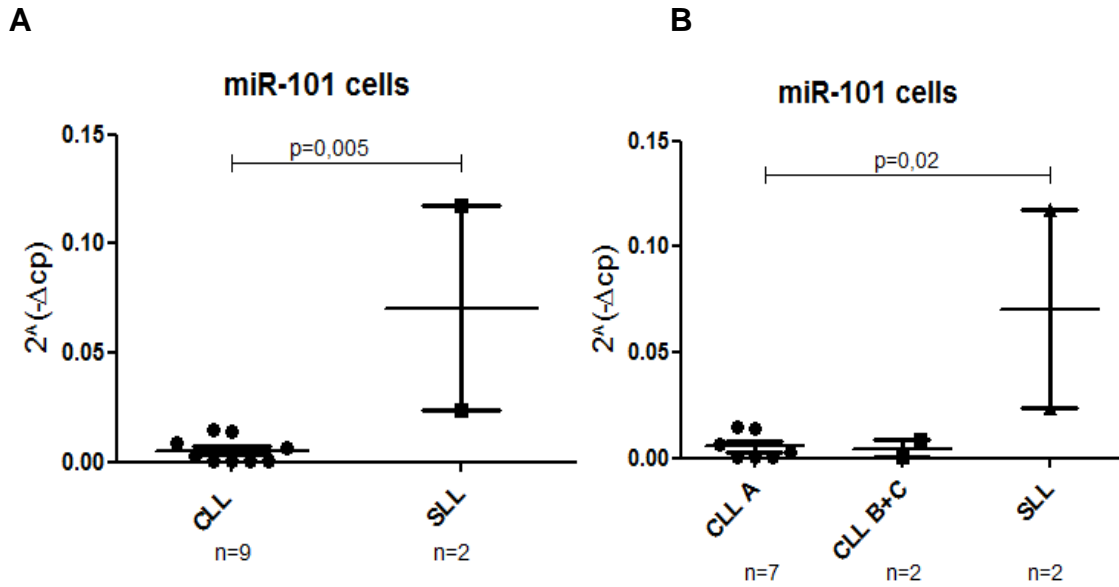 A
miR-101 cells
0.15
0.10
0.05
0.00
2^(-Δcp)
p=0,005
CLL
SLL
n=9
n=2
B
miR-101 cells
0.15
0.10
0.05
0.00
2^(-Δcp)
p=0,02
CLL A
CLL B+C
SLL
n=7
n=2
n=2